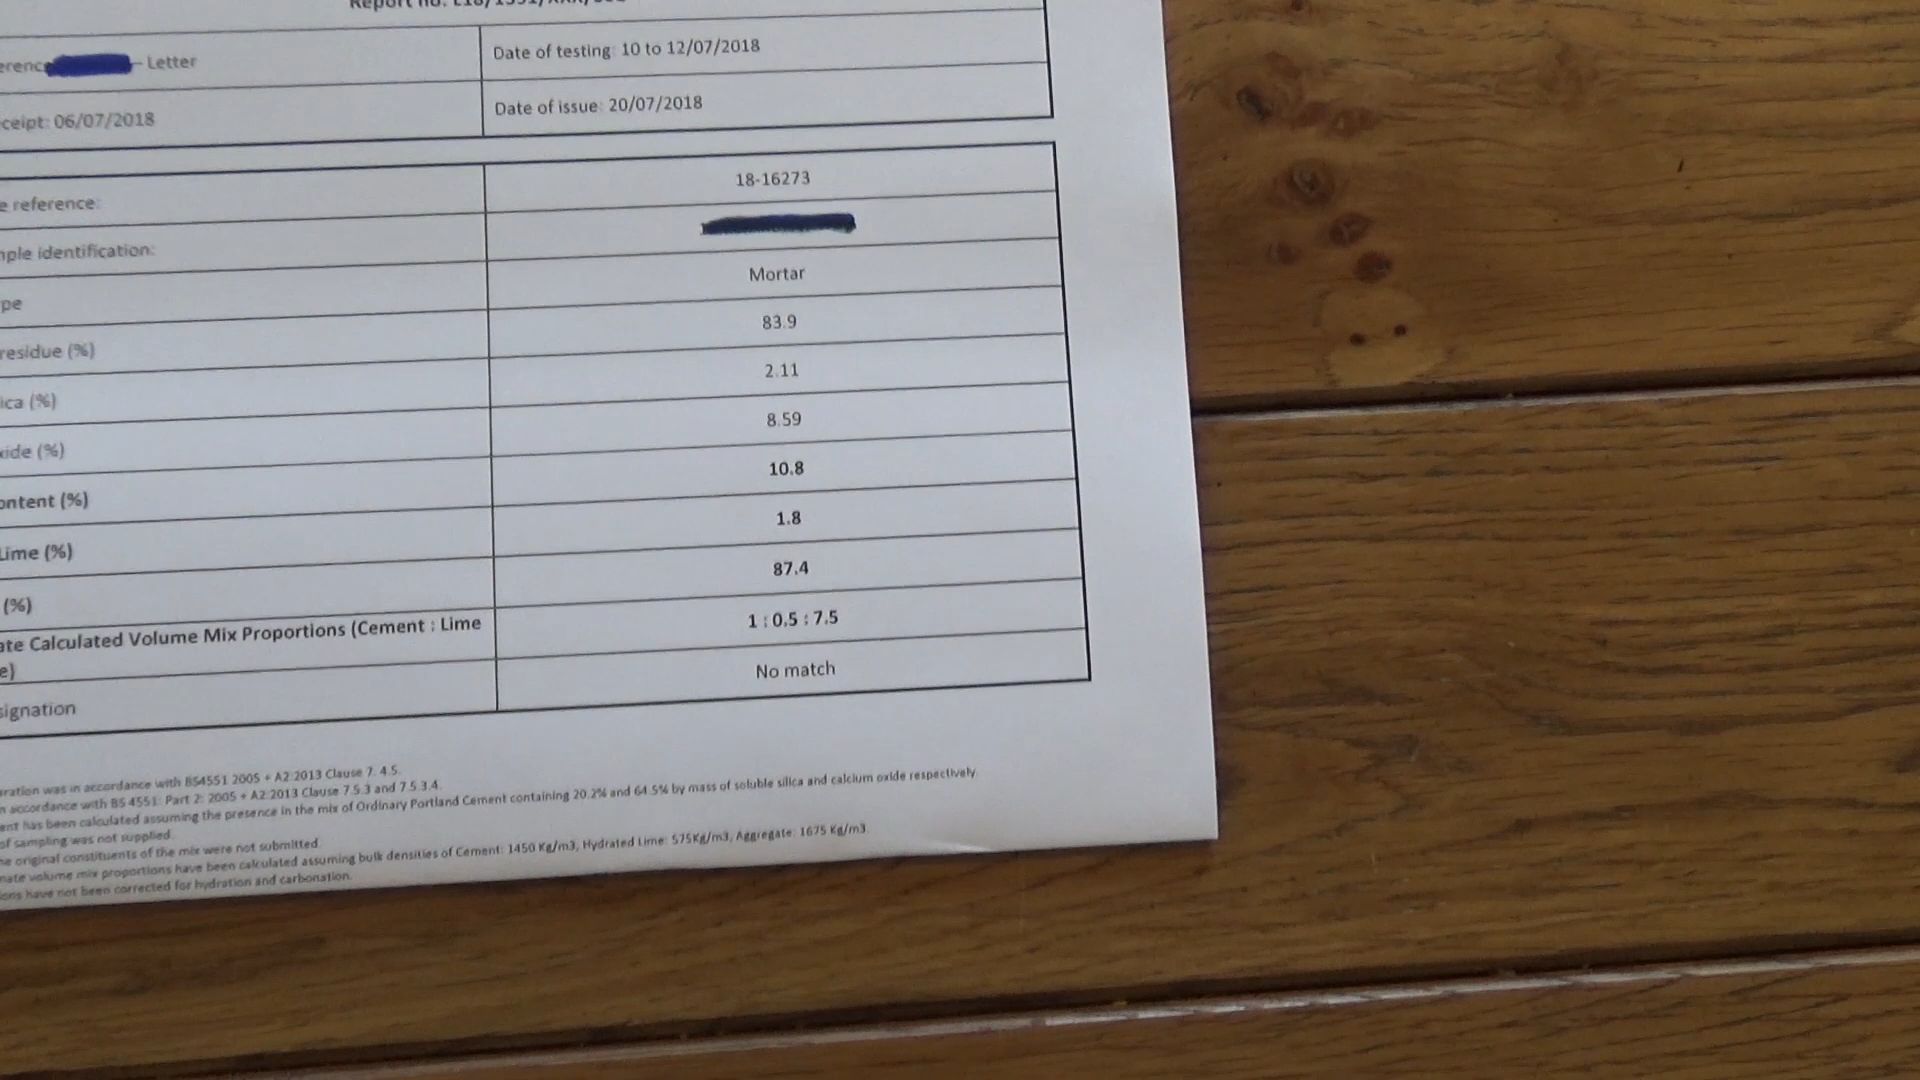 Report no.
Letter
Date of testing: 10 to 12/07/2018
ceipt: 06/07/2018
Date of issue: 20/07/2018
e reference:
18-16273
ple identification:
pe
Mortar
residue (%)
83.9
ica (%)
2.11
xide (%)
8.59
ontent (%)
10.8
Lime (%)
1.8
(%)
87.4
ate Calculated Volume Mix Proportions (Cement : Lime
e)
1 : 0.5 : 7.5
signation
No match
ration was in accordance with BS4551 2005 + A2:2013 Clause 7. 4.5.
n accordance with BS 4551: Part 2: 2005 + A2:2013 Clause 7.5.3 and 7.5.3.4.
ent has been calculated assuming the presence in the mix of Ordinary Portland Cement containing 20.2% and 64.5% by mass of soluble silica and calcium oxide respectively.
of sampling was not supplied.
he original constituents of the mix were not submitted.
mate volume mix proportions have been calculated assuming bulk densities of Cement: 1450 Kg/m3, Hydrated Lime: 575Kg/m3, Aggregate: 1675 Kg/m3.
ions have not been corrected for hydration and carbonation.